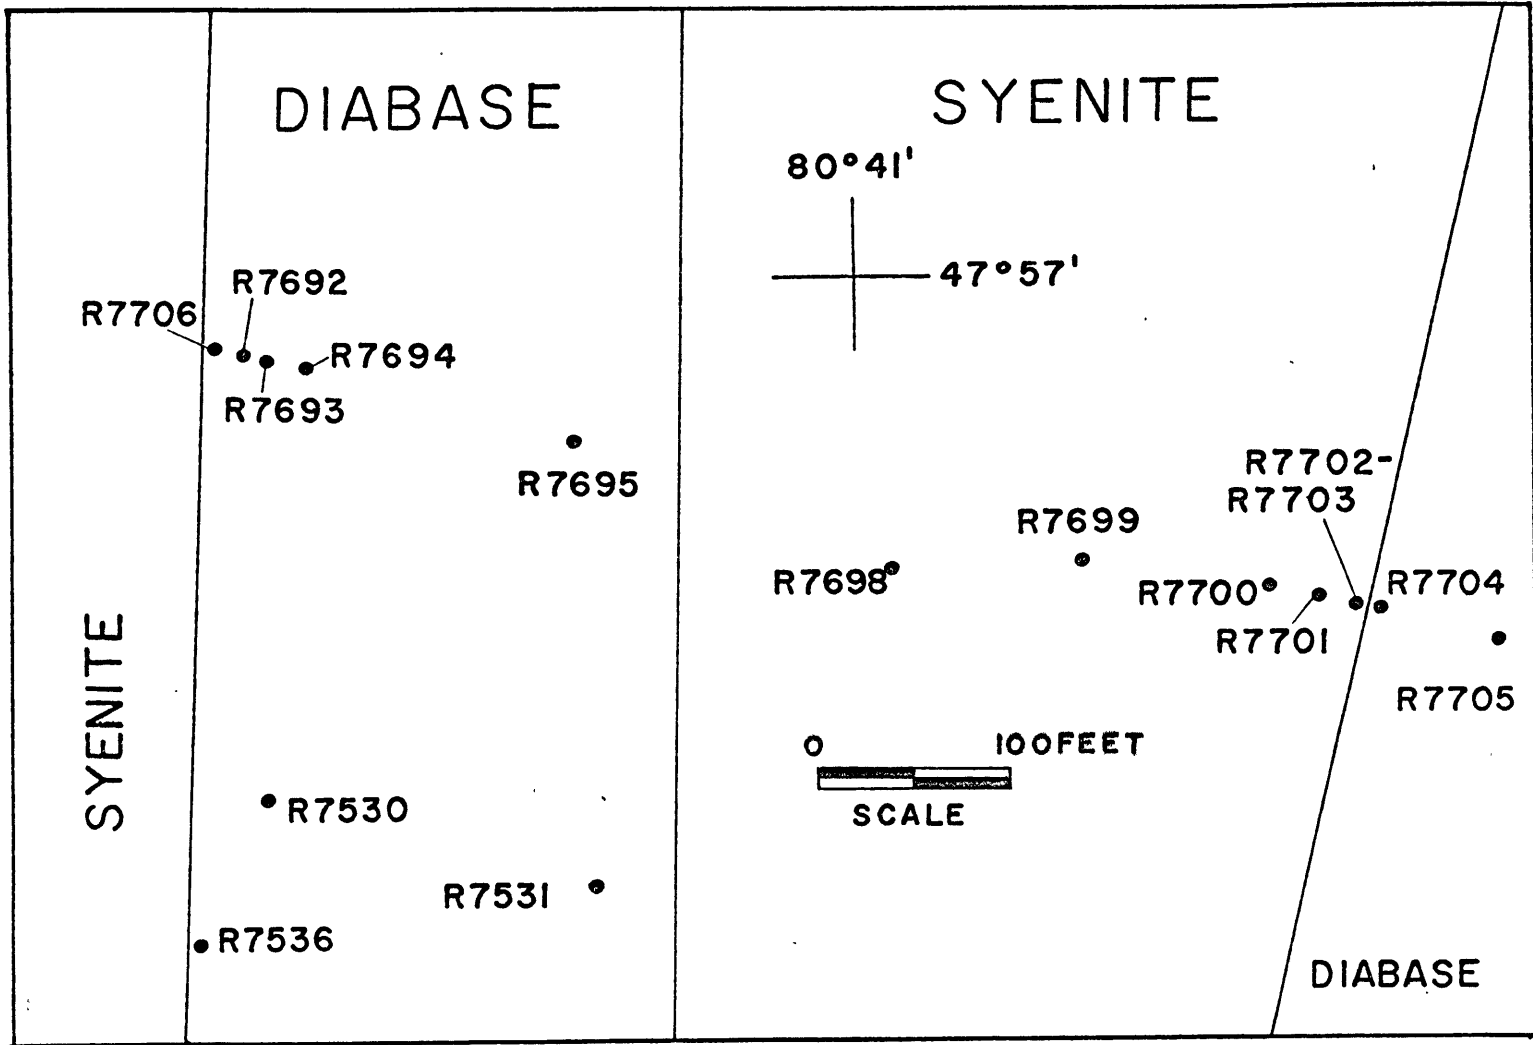 DIABASE
SYENITE
80°41'
47°57'
R7692
R7706
R7694
R7693
R7695
R7702-
R7703
R7699
R7698
R7700
R7701
R7704
R7705
SYENITE
0 100FEET
SCALE
R7530
R7531
R7536
DIABASE